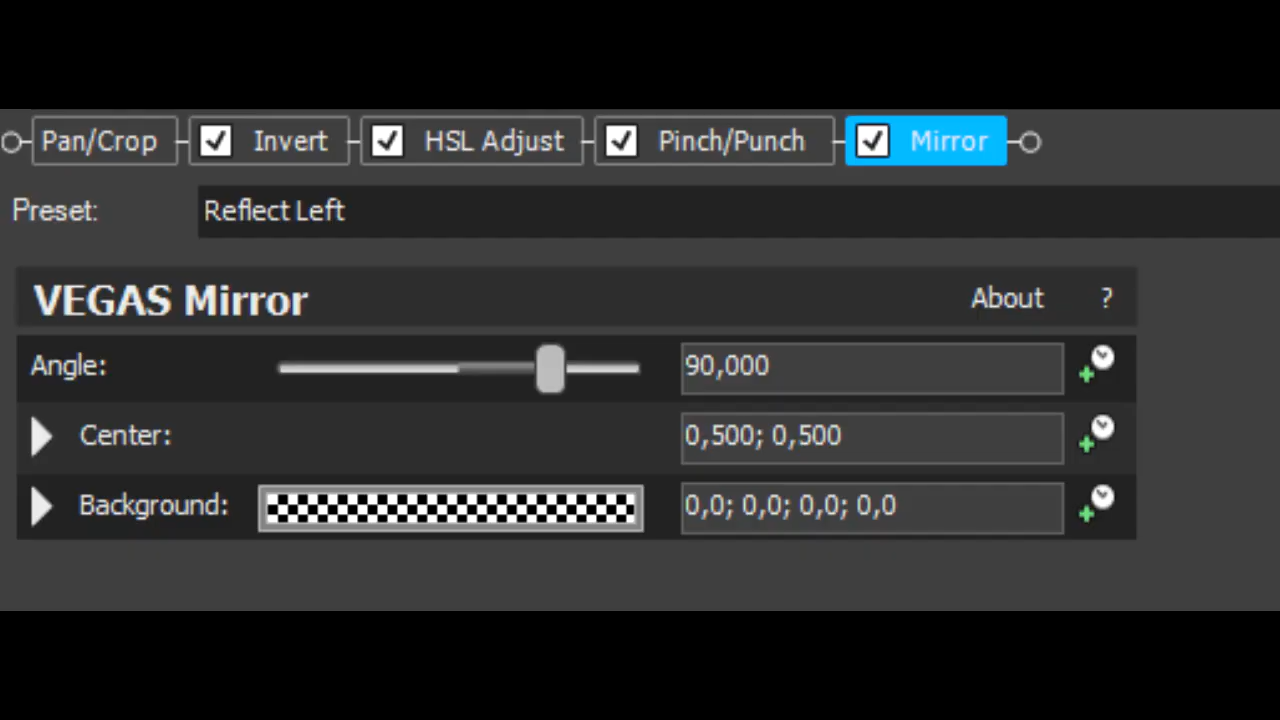 Pan/Crop Invert HSL Adjust Pinch/Punch Mirror
Preset: Reflect Left
VEGAS Mirror About ?
Angle: 90,000
Center: 0,500; 0,500
Background: 0,0; 0,0; 0,0; 0,0